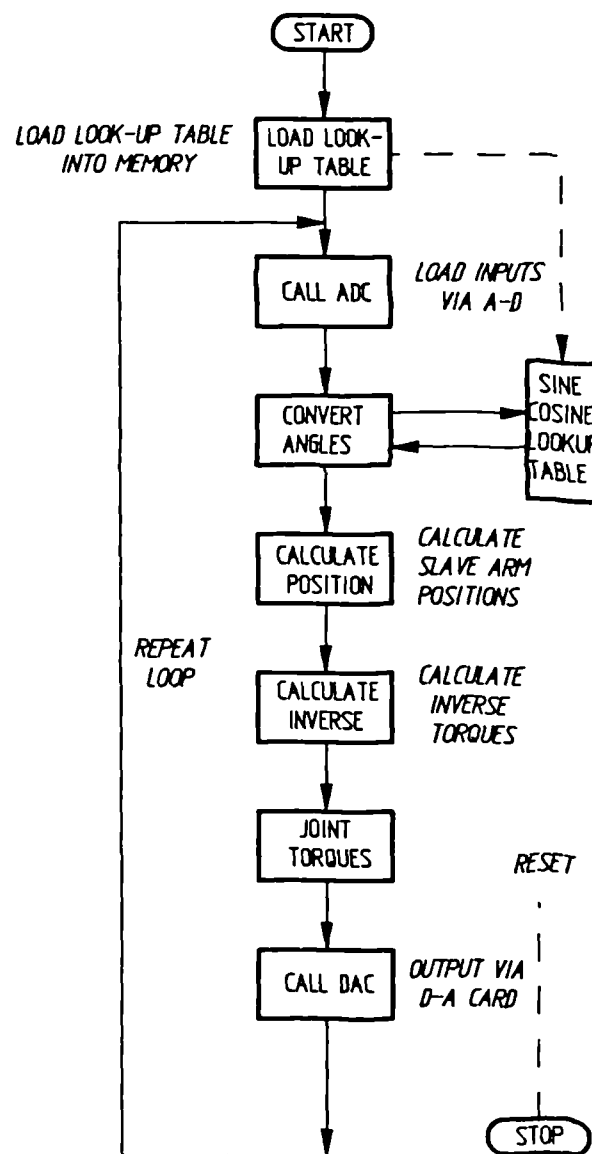 START
LOAD LOOK-UP TABLE
INTO MEMORY
LOAD LOOK-
UP TABLE
CALL ADC
LOAD INPUTS
VIA A-D
CONVERT
ANGLES
SINE
COSINE
LOOKUP
TABLE
CALCULATE
POSITION
CALCULATE
SLAVE ARM
POSITIONS
REPEAT
LOOP
CALCULATE
INVERSE
CALCULATE
INVERSE
TORQUES
JOINT
TORQUES
RESET
CALL DAC
OUTPUT VIA
D-A CARD
STOP